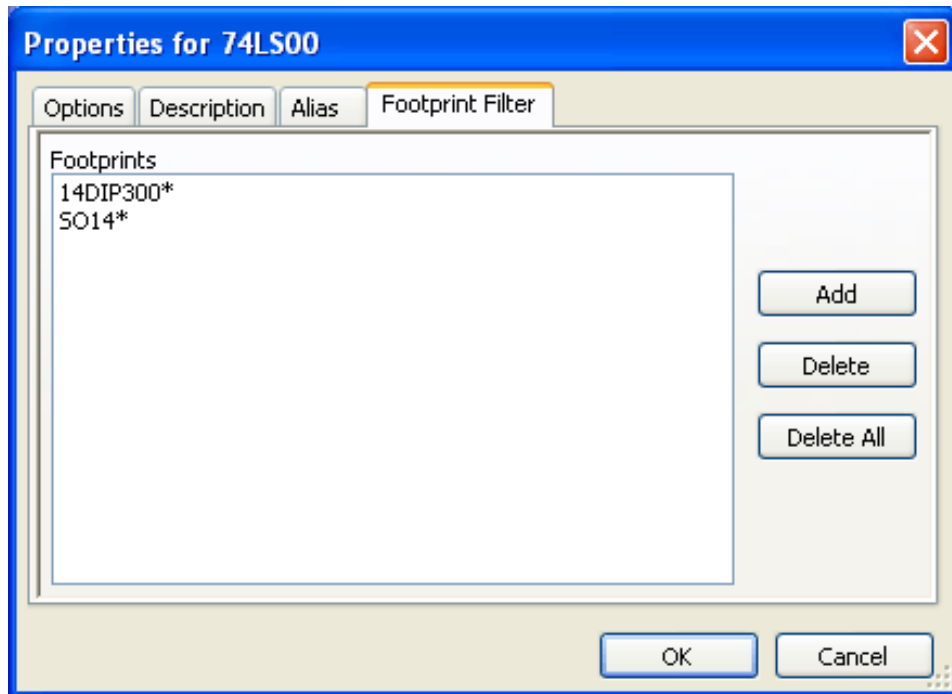 Properties for 74LS00
Options Description Alias Footprint Filter
Footprints
14DIP300*
SO14*
Add
Delete
Delete All
OK Cancel